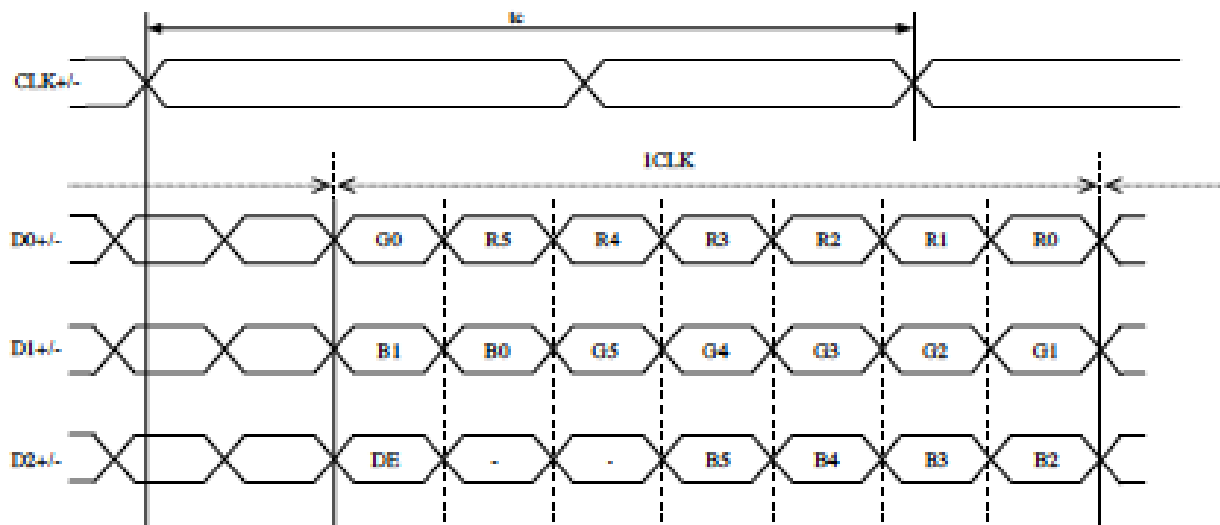 tc
CLK+/-
1CLK
D0+/- G0 R5 R4 R3 R2 R1 R0
D1+/- B1 B0 G5 G4 G3 G2 G1
D2+/- DE - - B5 B4 B3 B2